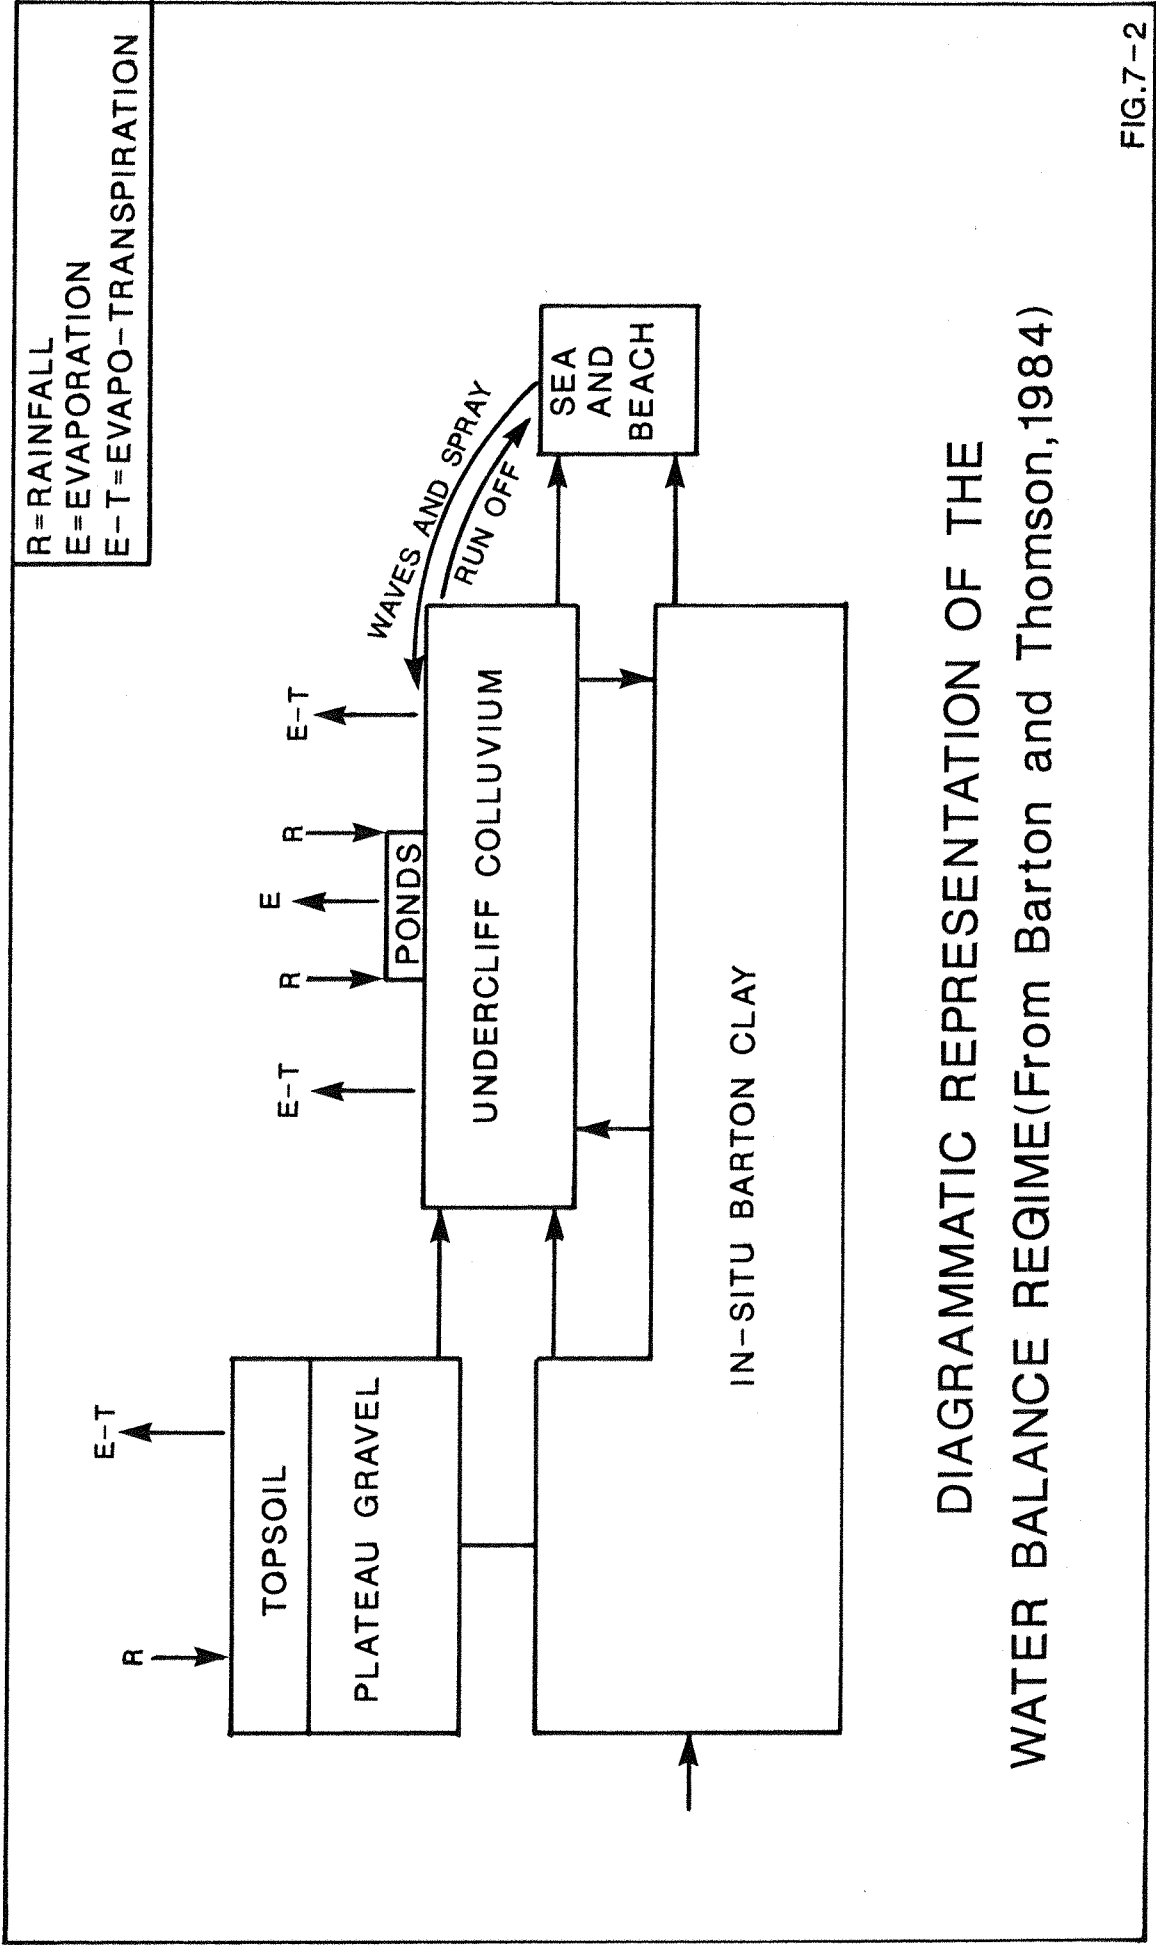 R=RAINFALL
E=EVAPORATION
E-T=EVAPO-TRANSPIRATION
R
E-T
TOPSOIL
PLATEAU GRAVEL
E-T
R
E
R
E-T
PONDS
WAVES AND SPRAY
RUN OFF
UNDERCLIFF COLLUVIUM
SEA
AND
BEACH
IN-SITU BARTON CLAY
DIAGRAMMATIC REPRESENTATION OF THE
WATER BALANCE REGIME(From Barton and Thomson,1984)
FIG.7-2